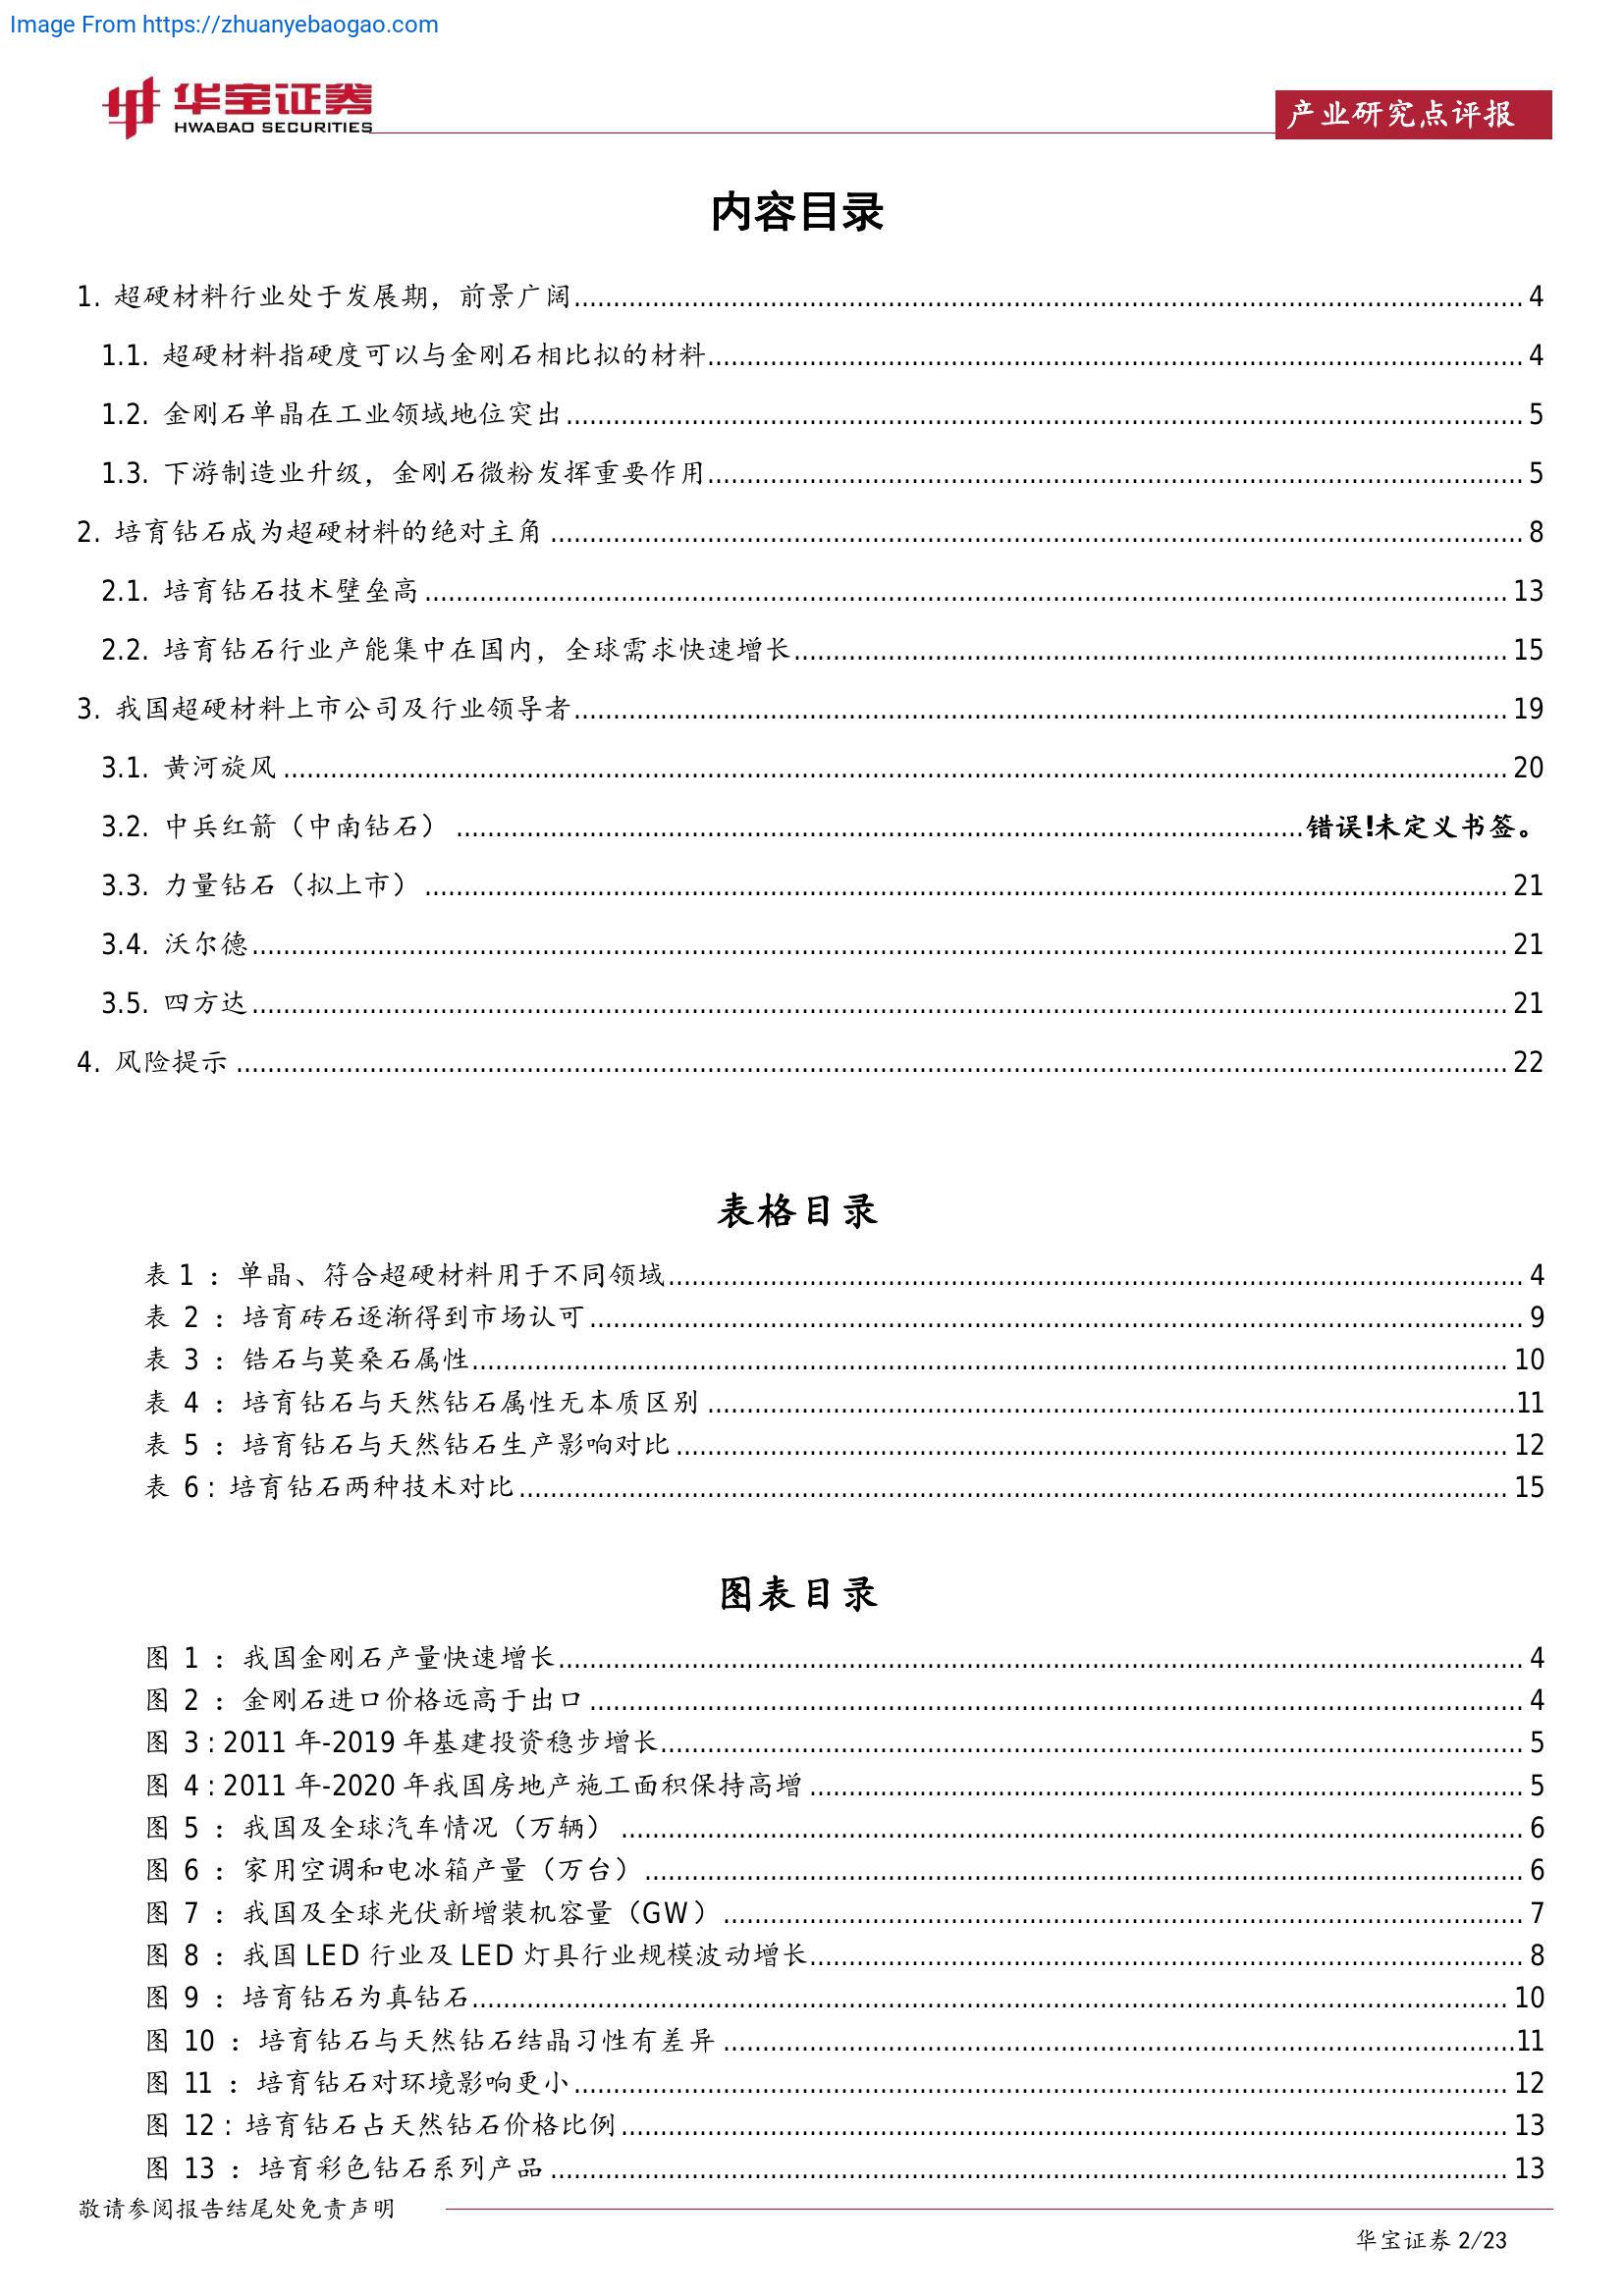 Image From https://zhuanyebaogao.com
华宝证券
HWABAO SECURITIES
产业研究点评报
内容目录
1. 超硬材料行业处于发展期，前景广阔 4
1.1. 超硬材料指硬度可以与金刚石相比拟的材料 4
1.2. 金刚石单晶在工业领域地位突出 5
1.3. 下游制造业升级，金刚石微粉发挥重要作用 5
2. 培育钻石成为超硬材料的绝对主角 8
2.1. 培育钻石技术壁垒高 13
2.2. 培育钻石行业产能集中在国内，全球需求快速增长 15
3. 我国超硬材料上市公司及行业领导者 19
3.1. 黄河旋风 20
3.2. 中兵红箭（中南钻石） 错误!未定义书签。
3.3. 力量钻石（拟上市） 21
3.4. 沃尔德 21
3.5. 四方达 21
4. 风险提示 22
表格目录
表 1 ：单晶、符合超硬材料用于不同领域 4
表 2 ：培育砖石逐渐得到市场认可 9
表 3 ：锆石与莫桑石属性 10
表 4 ：培育钻石与天然钻石属性无本质区别 11
表 5 ：培育钻石与天然钻石生产影响对比 12
表 6：培育钻石两种技术对比 15
图表目录
图 1 ：我国金刚石产量快速增长 4
图 2 ：金刚石进口价格远高于出口 4
图 3：2011 年-2019 年基建投资稳步增长 5
图 4：2011 年-2020 年我国房地产施工面积保持高增 5
图 5 ：我国及全球汽车情况（万辆） 6
图 6 ：家用空调和电冰箱产量（万台） 6
图 7 ：我国及全球光伏新增装机容量（GW） 7
图 8 ：我国 LED 行业及 LED 灯具行业规模波动增长 8
图 9 ：培育钻石为真钻石 10
图 10 ：培育钻石与天然钻石结晶习性有差异 11
图 11 ：培育钻石对环境影响更小 12
图 12：培育钻石占天然钻石价格比例 13
图 13 ：培育彩色钻石系列产品 13
敬请参阅报告结尾处免责声明
华宝证券 2/23